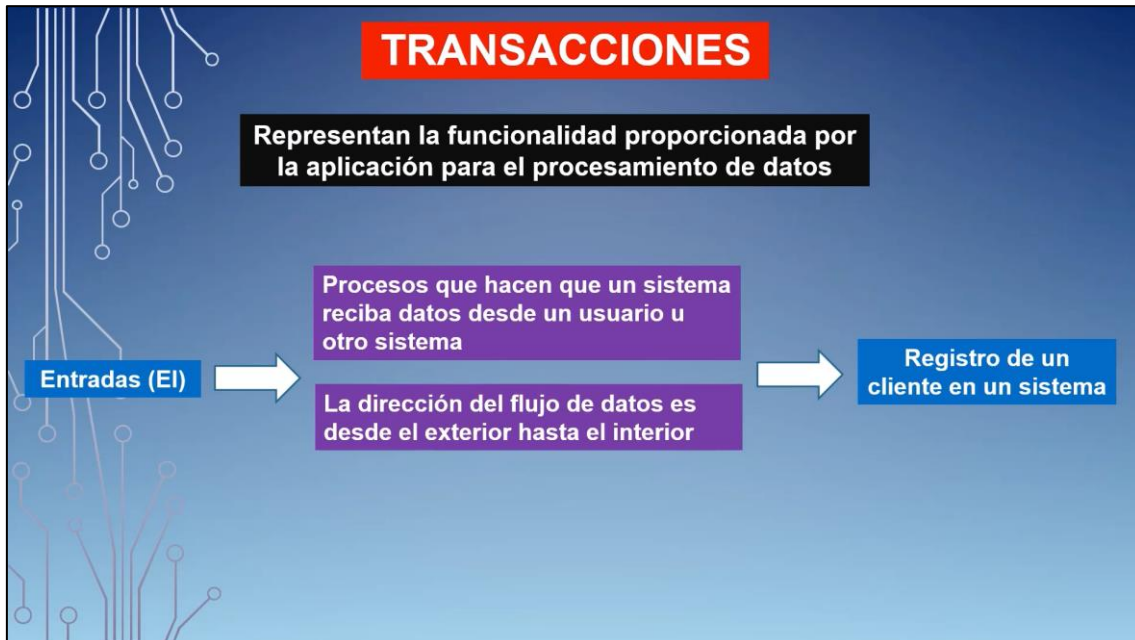 TRANSACCIONES
Representan la funcionalidad proporcionada por
la aplicación para el procesamiento de datos
Procesos que hacen que un sistema
reciba datos desde un usuario u
otro sistema
Entradas (EI)
La dirección del flujo de datos es
desde el exterior hasta el interior
Registro de un
cliente en un sistema